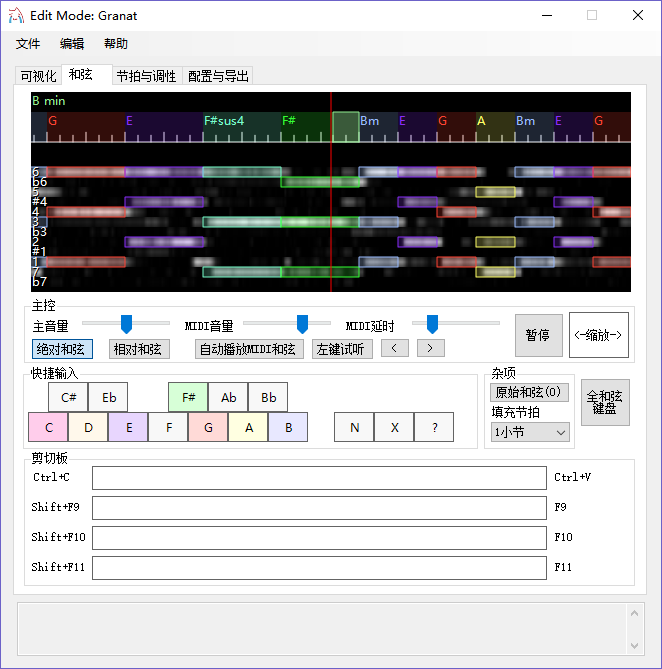 Edit Mode: Granat
文件 编辑 帮助
可视化 和弦 节拍与调性 配置与导出
B min
G E F#sus4 F# Bm E G A Bm E G
6
b6
5
#4
4
3
b3
2
#1
1
7
b7
主控
主音量 MIDI音量 MIDI延时
绝对和弦 相对和弦 自动播放MIDI和弦 左键试听 < > 暂停 <-缩放->
快捷输入
C# Eb F# Ab Bb
C D E F G A B N X ?
杂项
原始和弦(0)
填充节拍
1小节
全和弦
键盘
剪切板
Ctrl+C Ctrl+V
Shift+F9 F9
Shift+F10 F10
Shift+F11 F11